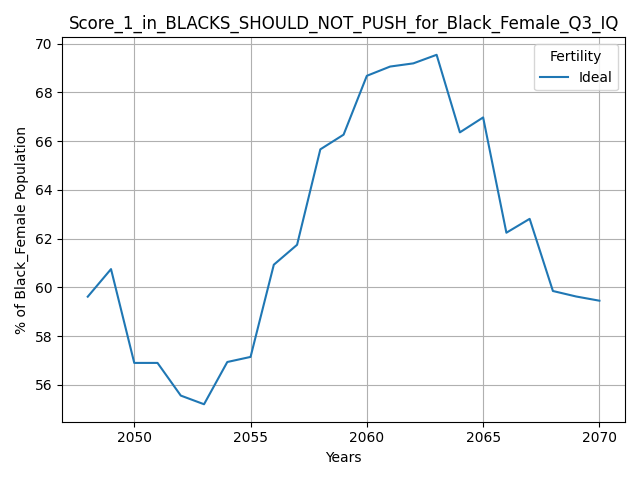 Score_1_in_BLACKS_SHOULD_NOT_PUSH_for_Black_Female_Q3_IQ
Fertility
Ideal
% of Black_Female Population
70
68
66
64
62
60
58
56
2050 2055 2060 2065 2070
Years